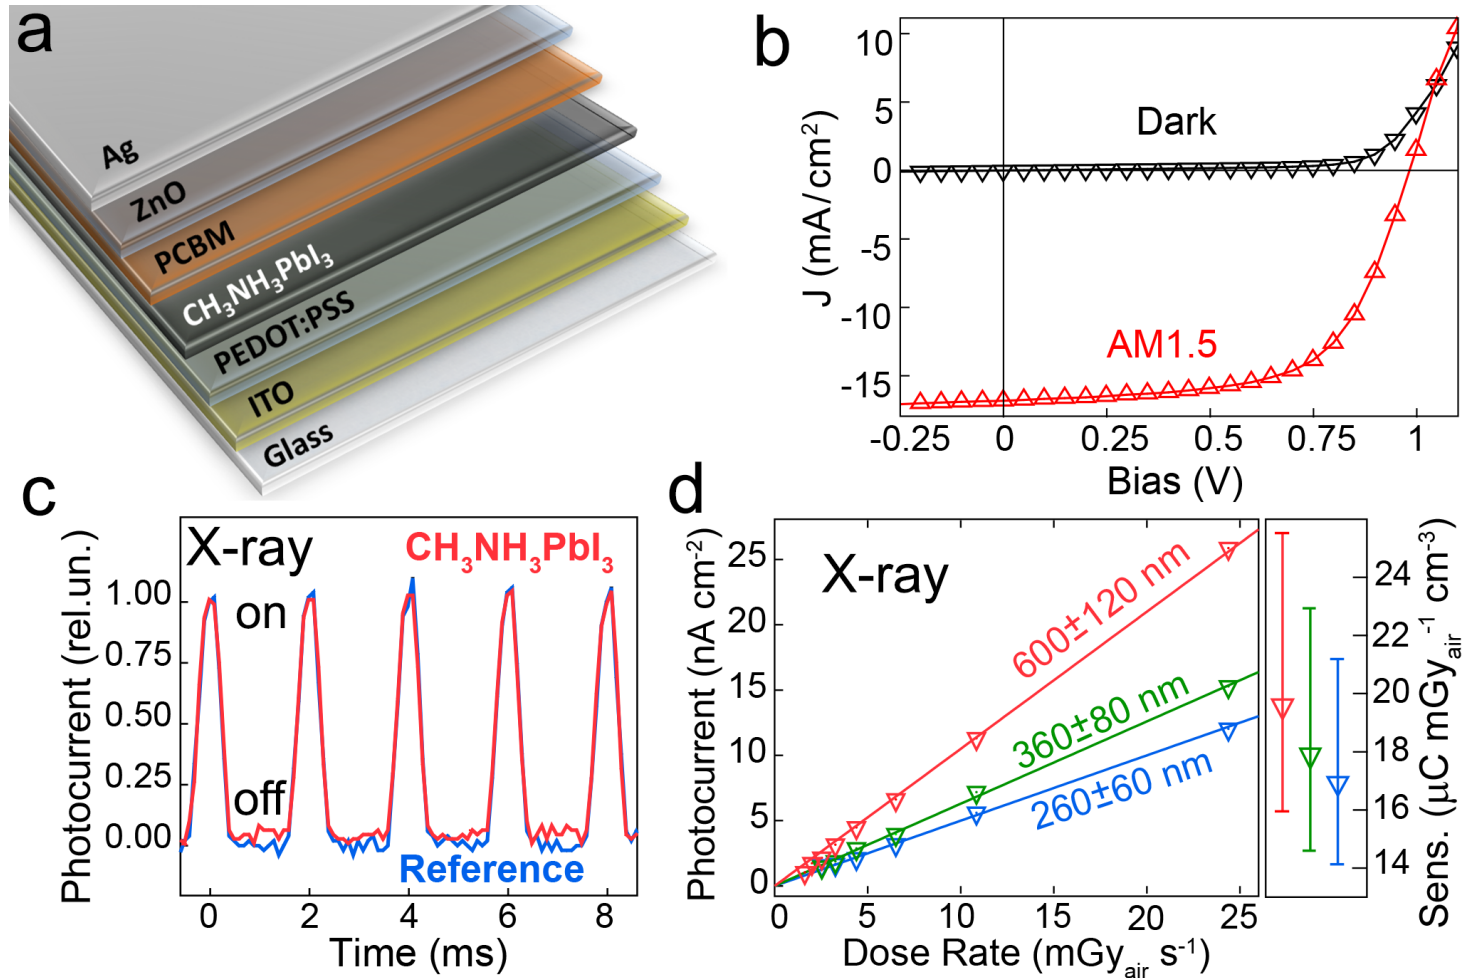 a
Ag
ZnO
PCBM
CH₃NH₃PbI₃
PEDOT:PSS
ITO
Glass
b
J (mA/cm²)
10
5
0
-5
-10
-15
Dark
AM1.5
-0.25
0
0.25
0.5
0.75
1
Bias (V)
c
Photocurrent (rel.un.)
1.00
0.75
0.50
0.25
0.00
X-ray
CH₃NH₃PbI₃
on
off
Reference
0
2
4
6
8
Time (ms)
d
Photocurrent (nA cm⁻²)
25
20
15
10
5
0
X-ray
600±120 nm
360±80 nm
260±60 nm
0
5
10
15
20
25
Dose Rate (mGyₐᵢᵣ s⁻¹)
24
22
20
18
16
14
Sens. (µC mGyₐᵢᵣ⁻¹ cm⁻³)